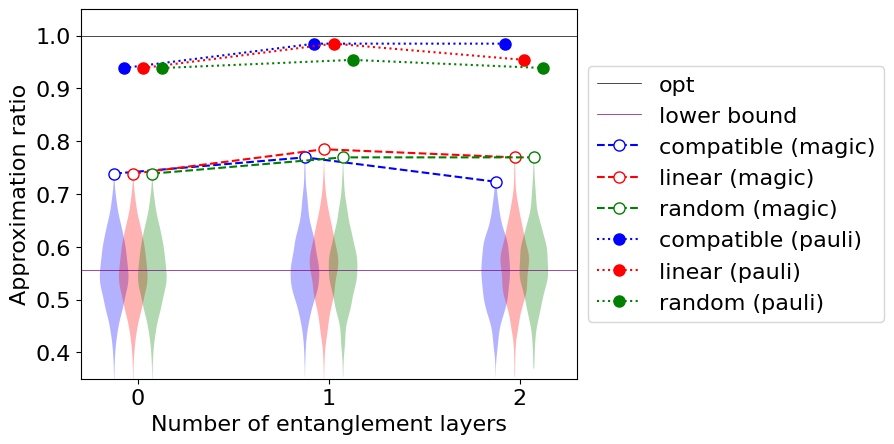 1.0
0.9
0.8
0.7
0.6
0.5
0.4
Approximation ratio
0 1 2
Number of entanglement layers
opt
lower bound
compatible (magic)
linear (magic)
random (magic)
compatible (pauli)
linear (pauli)
random (pauli)